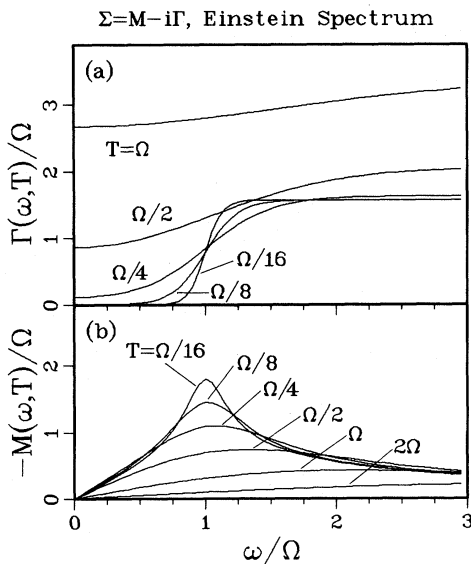 Σ=M−iΓ, Einstein Spectrum
(a)
Γ(ω,T)/Ω
3
2
1
0
T=Ω
Ω/2
Ω/4
Ω/16
Ω/8
(b)
−M(ω,T)/Ω
2
1
0
T=Ω/16
Ω/8
Ω/4
Ω/2
Ω
2Ω
0
1
2
3
ω/Ω